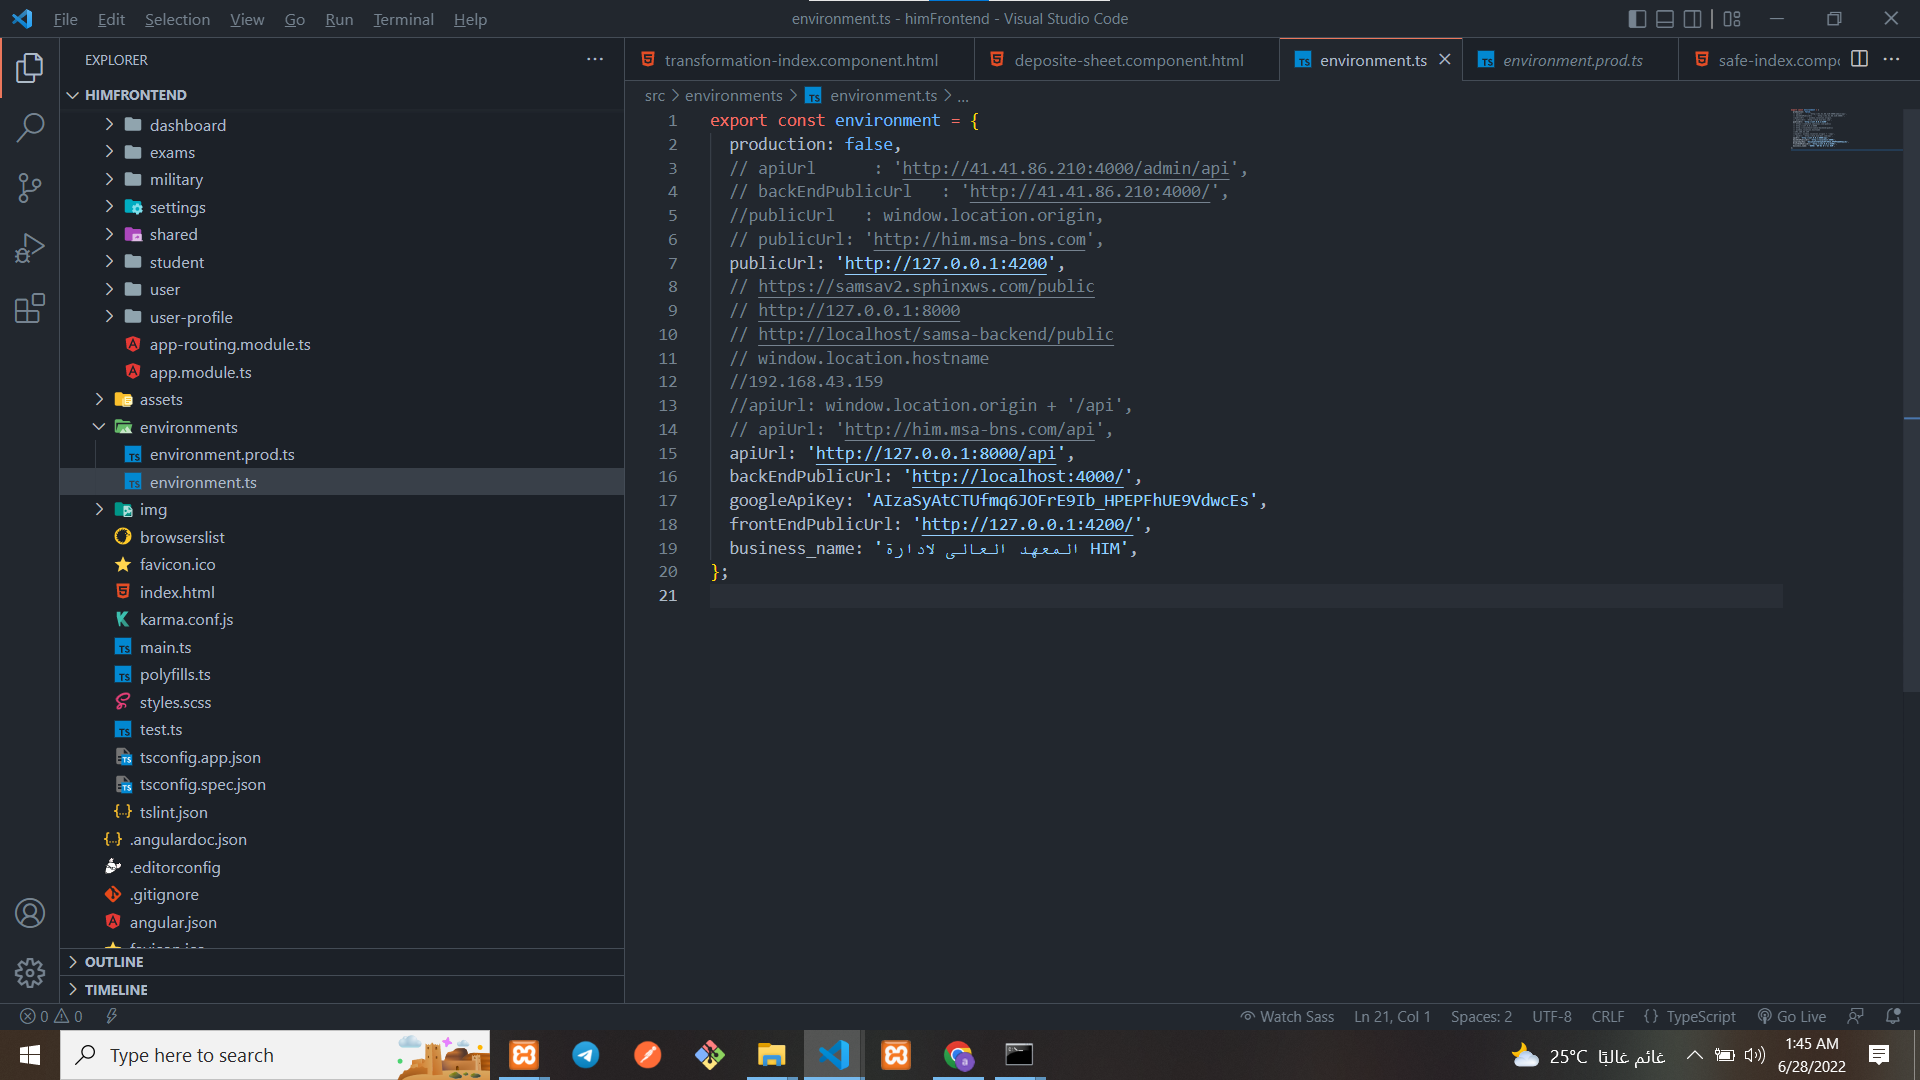 File Edit Selection View Go Run Terminal Help
environment.ts - himFrontend - Visual Studio Code
EXPLORER
HIMFRONTEND
dashboard
exams
military
settings
shared
student
user
user-profile
app-routing.module.ts
app.module.ts
assets
environments
environment.prod.ts
environment.ts
img
browserslist
favicon.ico
index.html
karma.conf.js
main.ts
polyfills.ts
styles.scss
test.ts
tsconfig.app.json
tsconfig.spec.json
tslint.json
.angulardoc.json
.editorconfig
.gitignore
angular.json
OUTLINE
TIMELINE
transformation-index.component.html deposite-sheet.component.html environment.ts environment.prod.ts safe-index.compo
src > environments > environment.ts > ...
1 export const environment = {
2 production: false,
3 // apiUrl : 'http://41.41.86.210:4000/admin/api',
4 // backEndPublicUrl : 'http://41.41.86.210:4000/',
5 //publicUrl : window.location.origin,
6 // publicUrl: 'http://him.msa-bns.com',
7 publicUrl: 'http://127.0.0.1:4200',
8 // https://samsav2.sphinxws.com/public
9 // http://127.0.0.1:8000
10 // http://localhost/samsa-backend/public
11 // window.location.hostname
12 //192.168.43.159
13 //apiUrl: window.location.origin + '/api',
14 // apiUrl: 'http://him.msa-bns.com/api',
15 apiUrl: 'http://127.0.0.1:8000/api',
16 backEndPublicUrl: 'http://localhost:4000/',
17 googleApiKey: 'AIzaSyAtCTUfmq6JOFrE9Ib_HPEPFhUE9VdwcEs',
18 frontEndPublicUrl: 'http://127.0.0.1:4200/',
19 business_name: 'المعهد العالى لادارة HIM',
20 };
21
0 0 Watch Sass Ln 21, Col 1 Spaces: 2 UTF-8 CRLF {} TypeScript Go Live
Type here to search
25°C غائم غالبًا
1:45 AM
6/28/2022